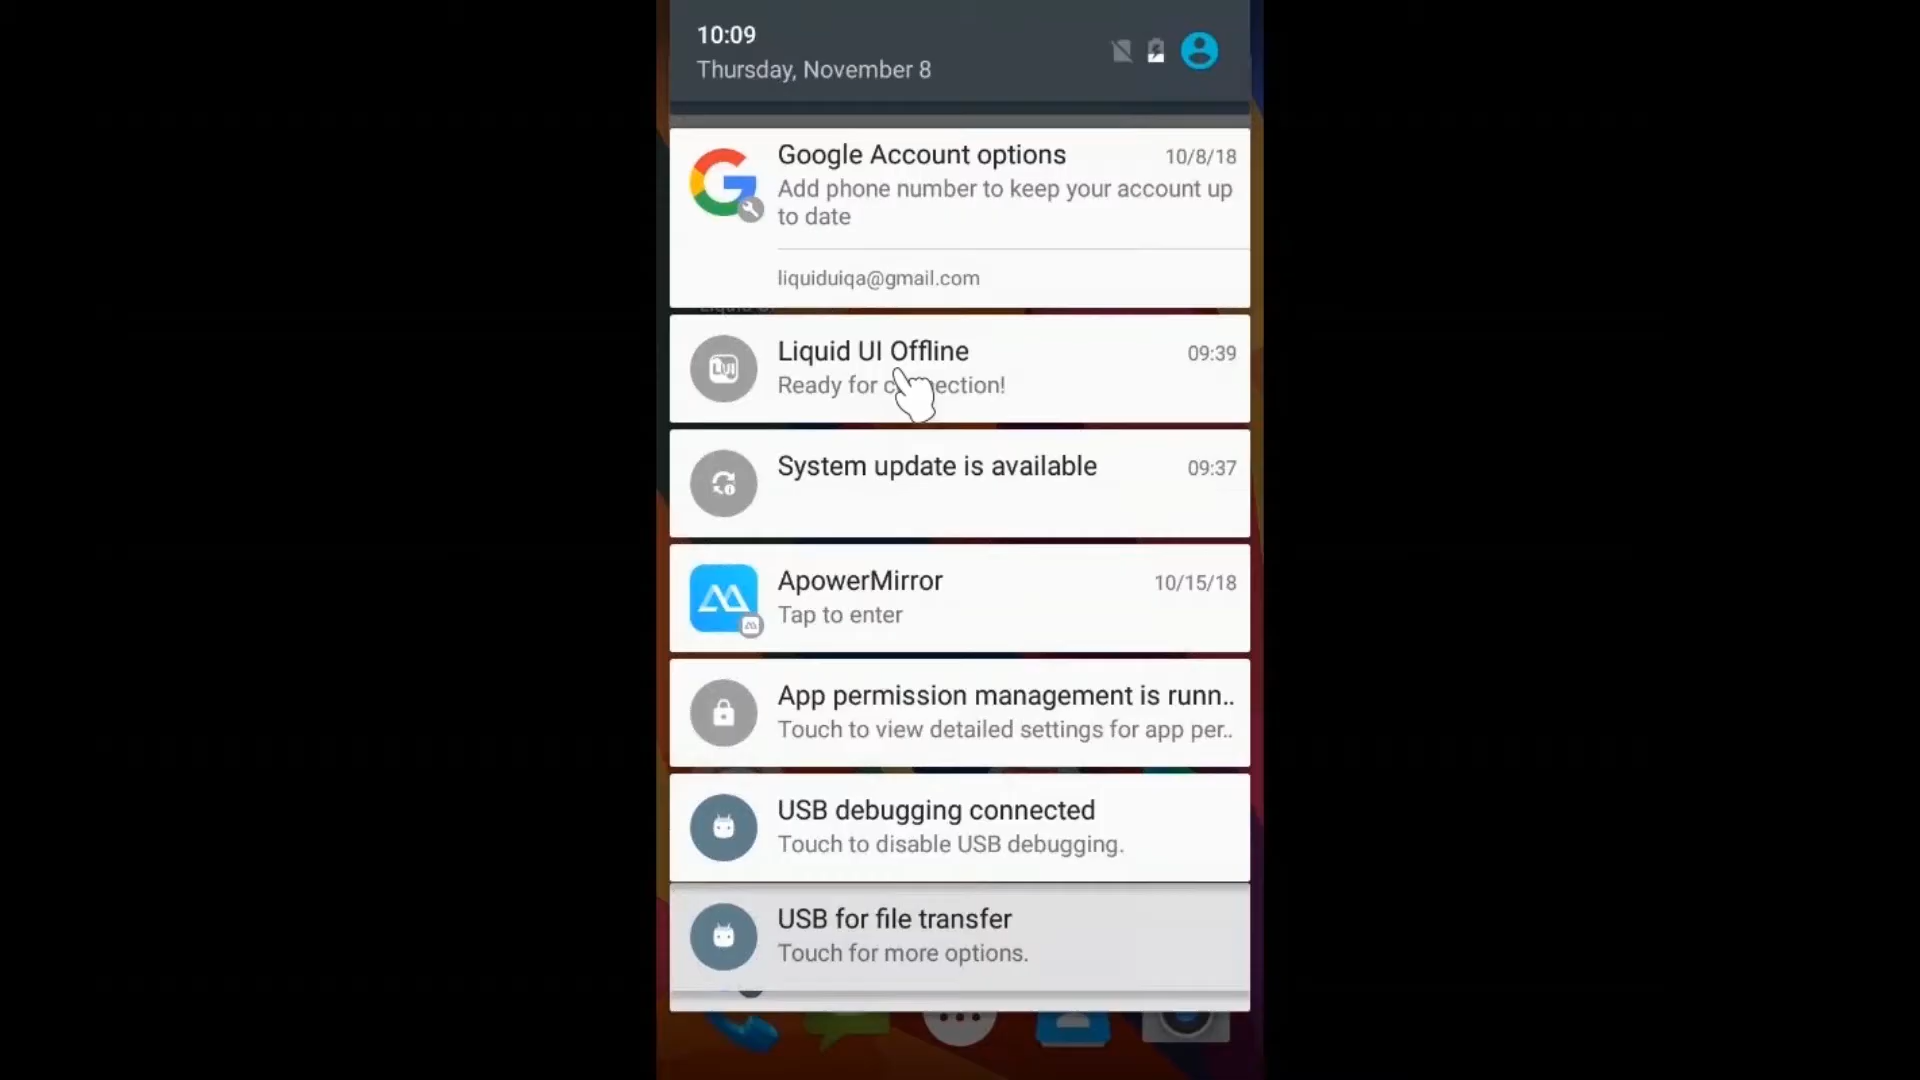 10:09
Thursday, November 8
Google Account options
10/8/18
Add phone number to keep your account up
to date
liquiduiqa@gmail.com
Liquid UI Offline
09:39
LUI
Ready for connection!
System update is available
09:37
ApowerMirror
10/15/18
Tap to enter
App permission management is runn..
Touch to view detailed settings for app per..
USB debugging connected
Touch to disable USB debugging.
USB for file transfer
Touch for more options.